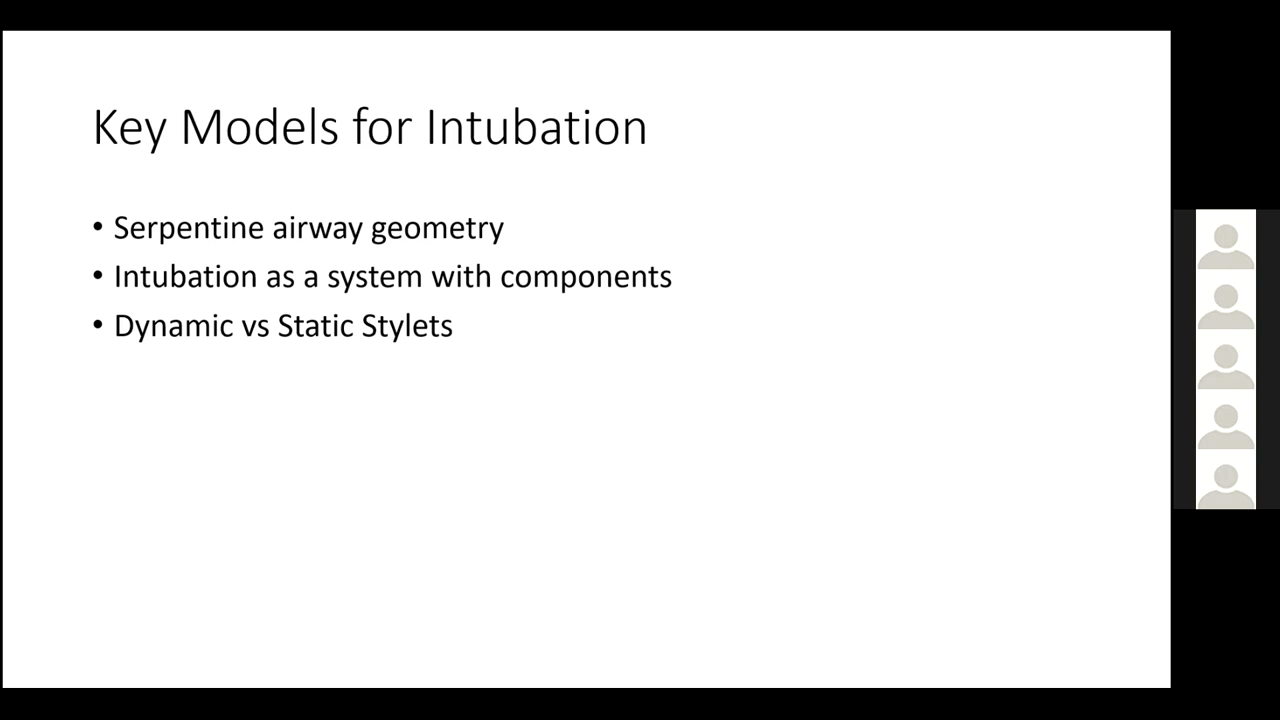 Key Models for Intubation
• Serpentine airway geometry
• Intubation as a system with components
• Dynamic vs Static Stylets